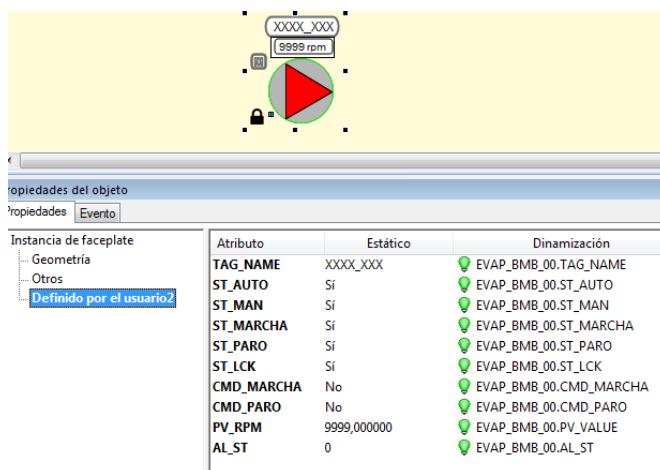 XXXX_XXX
9999 rpm
M
ropiedades del objeto
Propiedades Evento
Instancia de faceplate
Geometría
Otros
Definido por el usuario2
Atributo Estático Dinamización
TAG_NAME XXXX_XXX EVAP_BMB_00.TAG_NAME
ST_AUTO Sí EVAP_BMB_00.ST_AUTO
ST_MAN Sí EVAP_BMB_00.ST_MAN
ST_MARCHA Sí EVAP_BMB_00.ST_MARCHA
ST_PARO Sí EVAP_BMB_00.ST_PARO
ST_LCK Sí EVAP_BMB_00.ST_LCK
CMD_MARCHA No EVAP_BMB_00.CMD_MARCHA
CMD_PARO No EVAP_BMB_00.CMD_PARO
PV_RPM 9999,000000 EVAP_BMB_00.PV_VALUE
AL_ST 0 EVAP_BMB_00.AL_ST